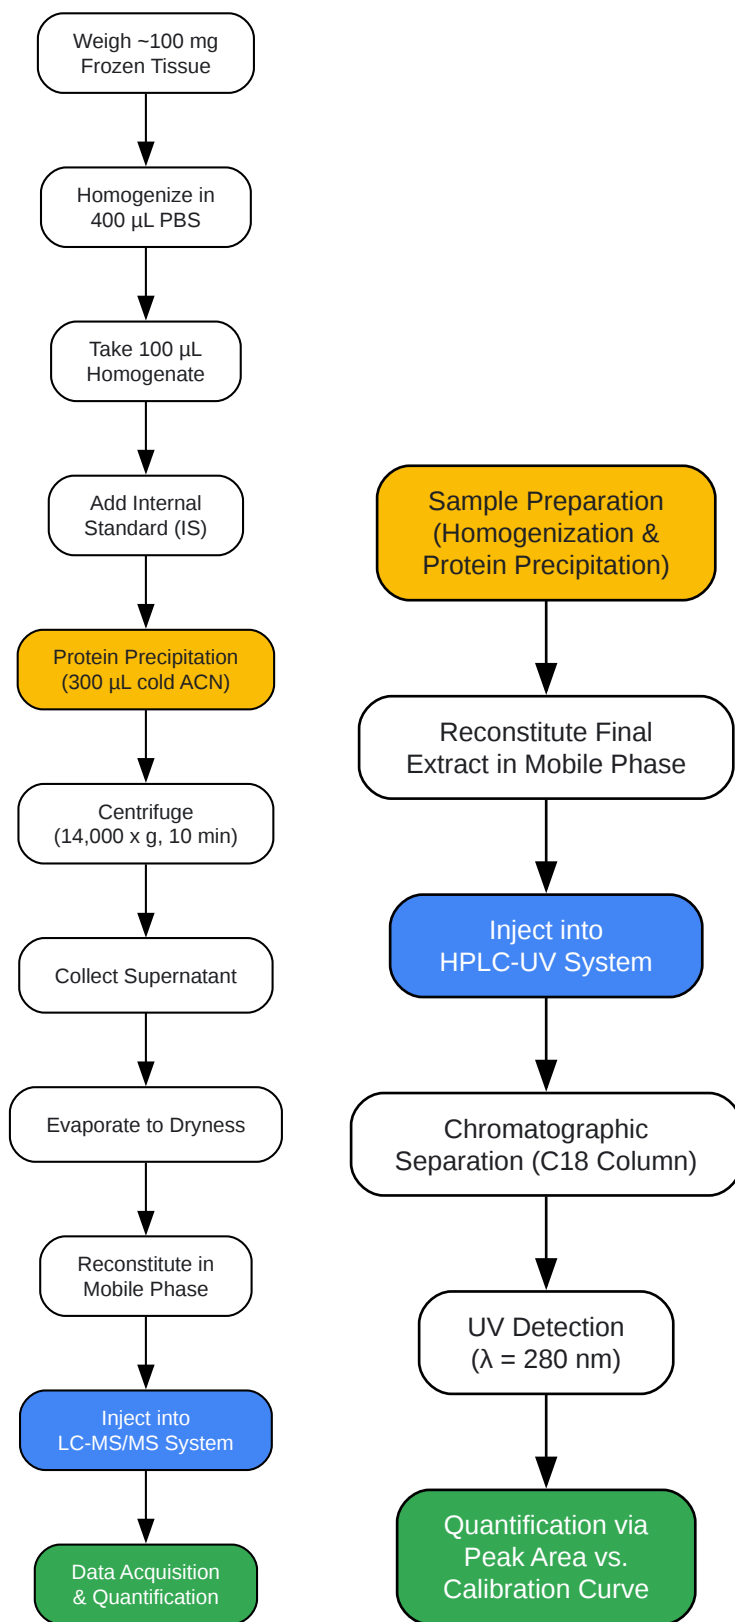 Weigh ~100 mg
Frozen Tissue
Homogenize in
400 µL PBS
Take 100 µL
Homogenate
Add Internal
Standard (IS)
Protein Precipitation
(300 µL cold ACN)
Centrifuge
(14,000 x g, 10 min)
Collect Supernatant
Evaporate to Dryness
Reconstitute in
Mobile Phase
Inject into
LC-MS/MS System
Data Acquisition
& Quantification
Sample Preparation
(Homogenization &
Protein Precipitation)
Reconstitute Final
Extract in Mobile Phase
Inject into
HPLC-UV System
Chromatographic
Separation (C18 Column)
UV Detection
(λ = 280 nm)
Quantification via
Peak Area vs.
Calibration Curve